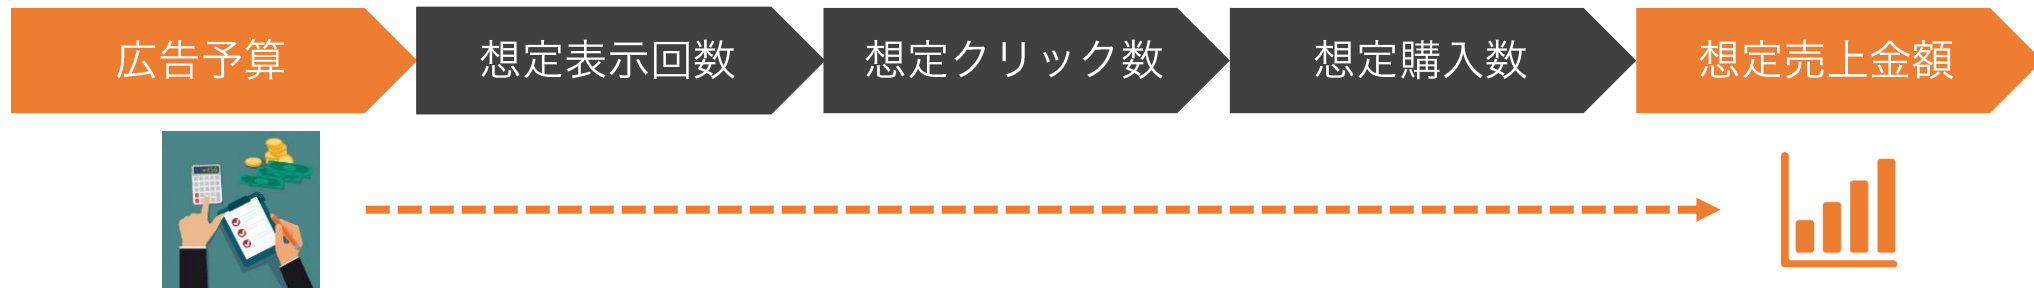 広告予算
想定表示回数
想定クリック数
想定購入数
想定売上金額